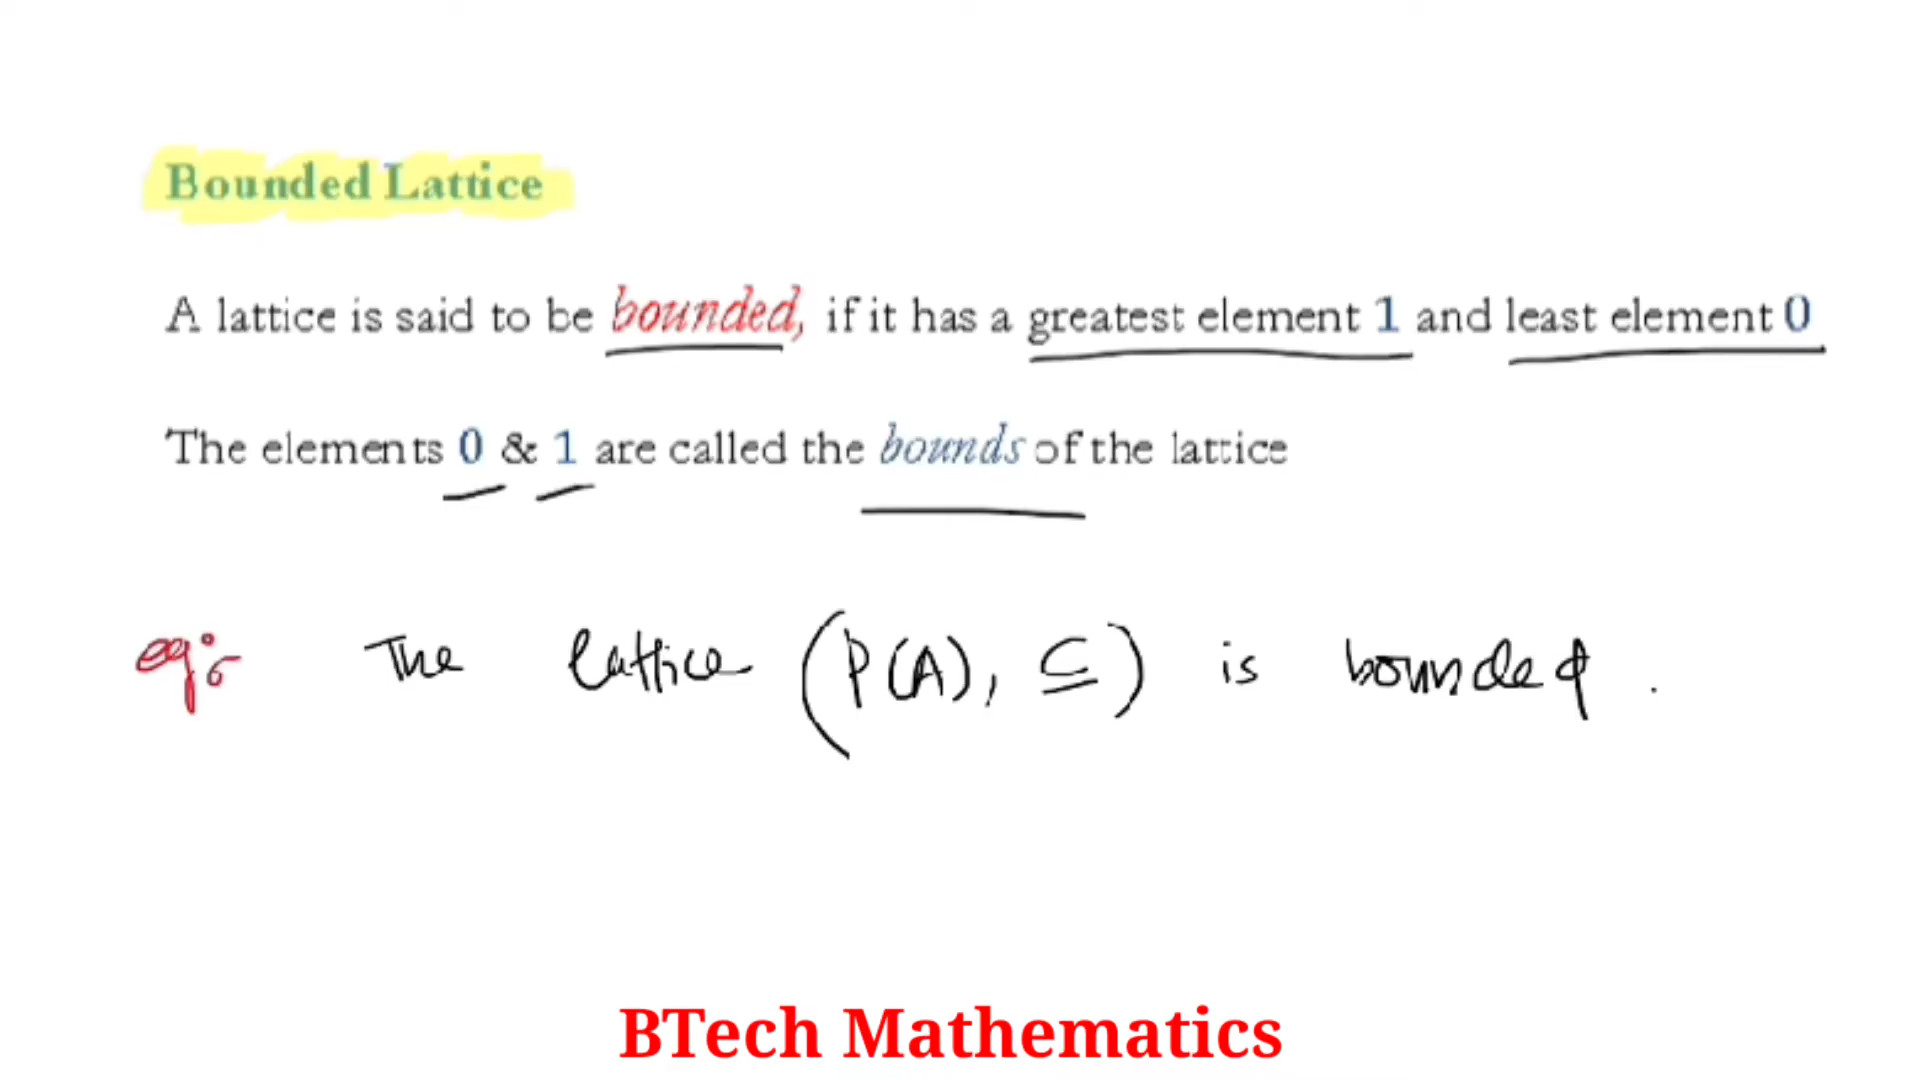 Bounded Lattice
A lattice is said to be bounded, if it has a greatest element 1 and least element 0
The elements 0 & 1 are called the bounds of the lattice
eg:- The lattice (P(A), ⊆) is bounded.
BTech Mathematics